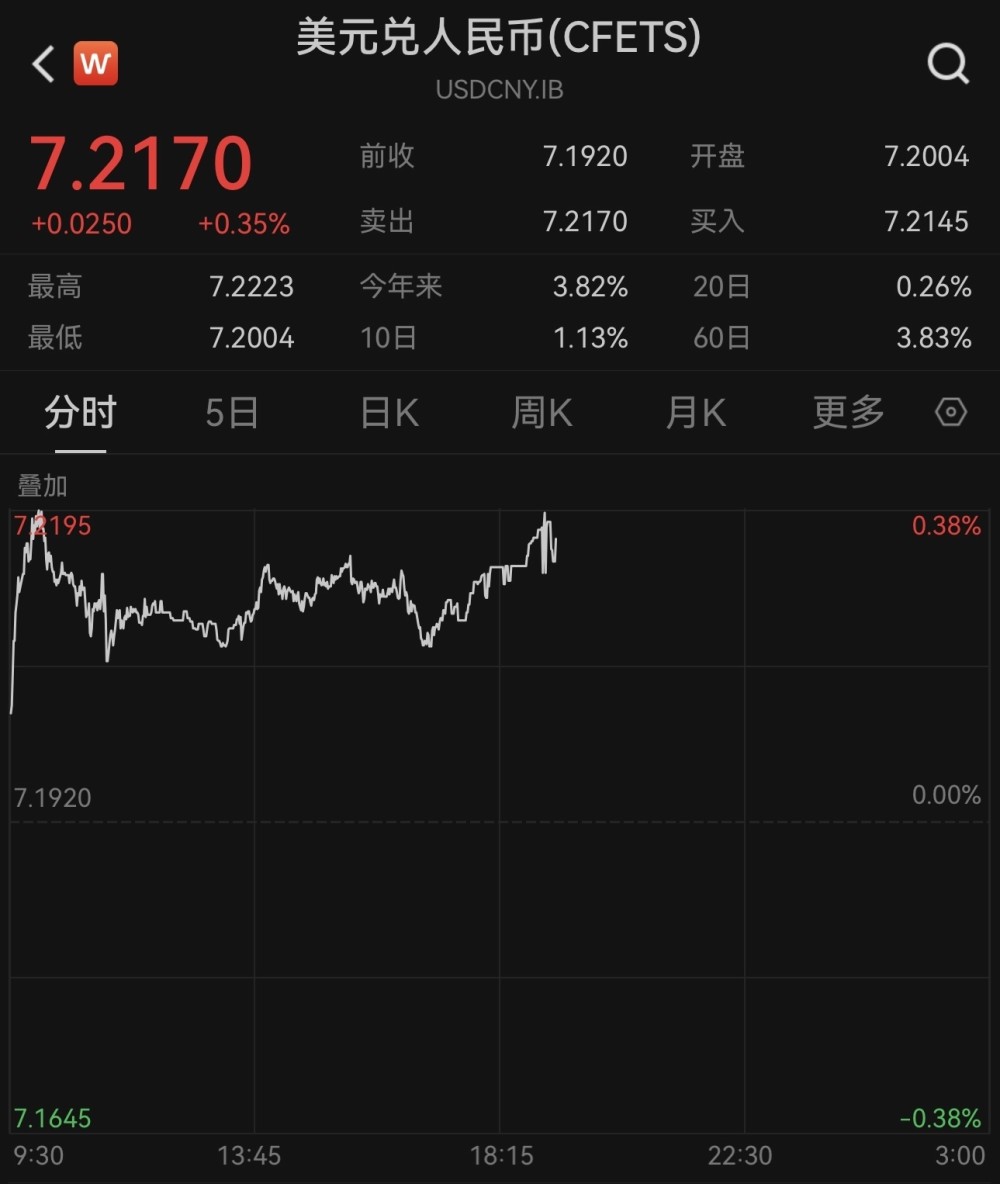 美元兑人民币(CFETS)
W
USDCNY.IB
7.2170
+0.0250 +0.35%
前收 7.1920 开盘 7.2004
卖出 7.2170 买入 7.2145
最高 7.2223 今年来 3.82% 20日 0.26%
最低 7.2004 10日 1.13% 60日 3.83%
分时 5日 日K 周K 月K 更多
叠加
7.2195 0.38%
7.1920 0.00%
7.1645 -0.38%
9:30 13:45 18:15 22:30 3:00